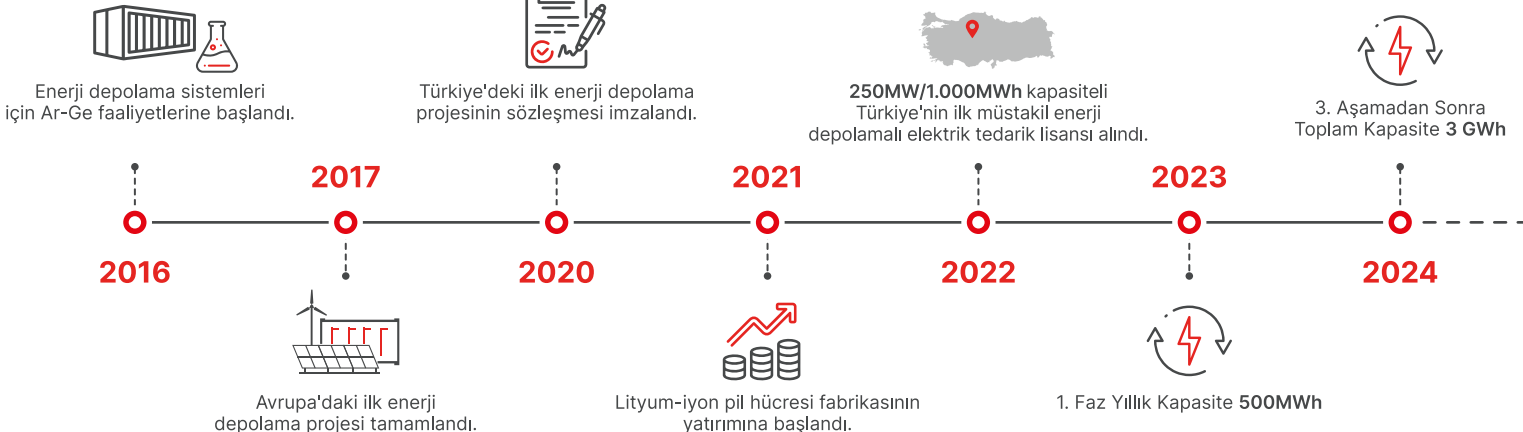 Enerji depolama sistemleri
için Ar-Ge faaliyetlerine başlandı.
Türkiye'deki ilk enerji depolama
projesinin sözleşmesi imzalandı.
250MW/1.000MWh kapasiteli
Türkiye'nin ilk müstakil enerji
depolamalı elektrik tedarik lisansı alındı.
3. Aşamadan Sonra
Toplam Kapasite 3 GWh
2017
2021
2023
2016
2020
2022
2024
Avrupa'daki ilk enerji
depolama projesi tamamlandı.
Lityum-iyon pil hücresi fabrikasının
yatırımına başlandı.
1. Faz Yıllık Kapasite 500MWh